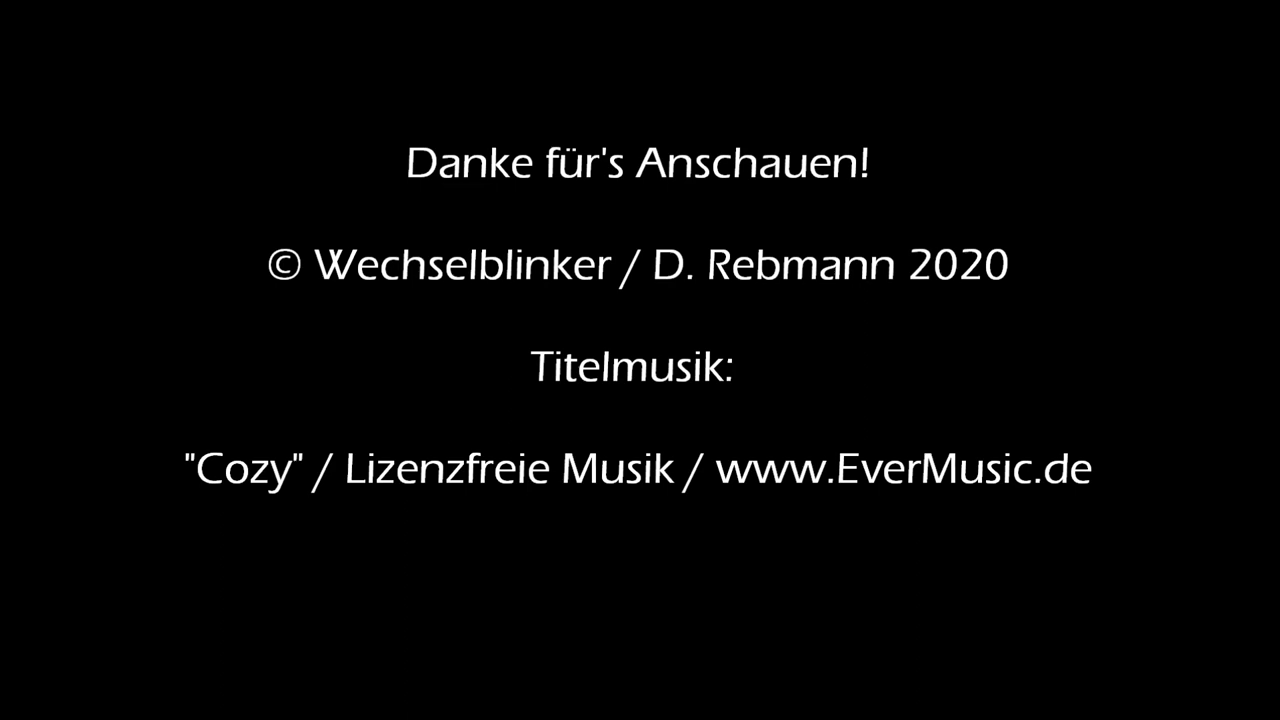 Danke für's Anschauen!
© Wechselblinker / D. Rebmann 2020
Titelmusik:
"Cozy" / Lizenzfreie Musik / www.EverMusic.de